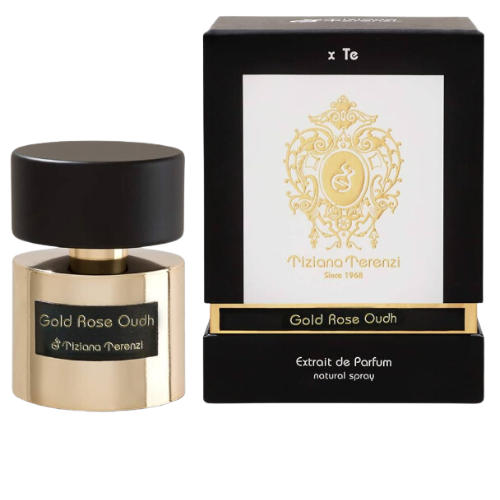 x Te
Tiziana Terenzi
Since 1968
Gold Rose Oudh
Extrait de Parfum
natural spray
Gold Rose Oudh
Tiziana Terenzi